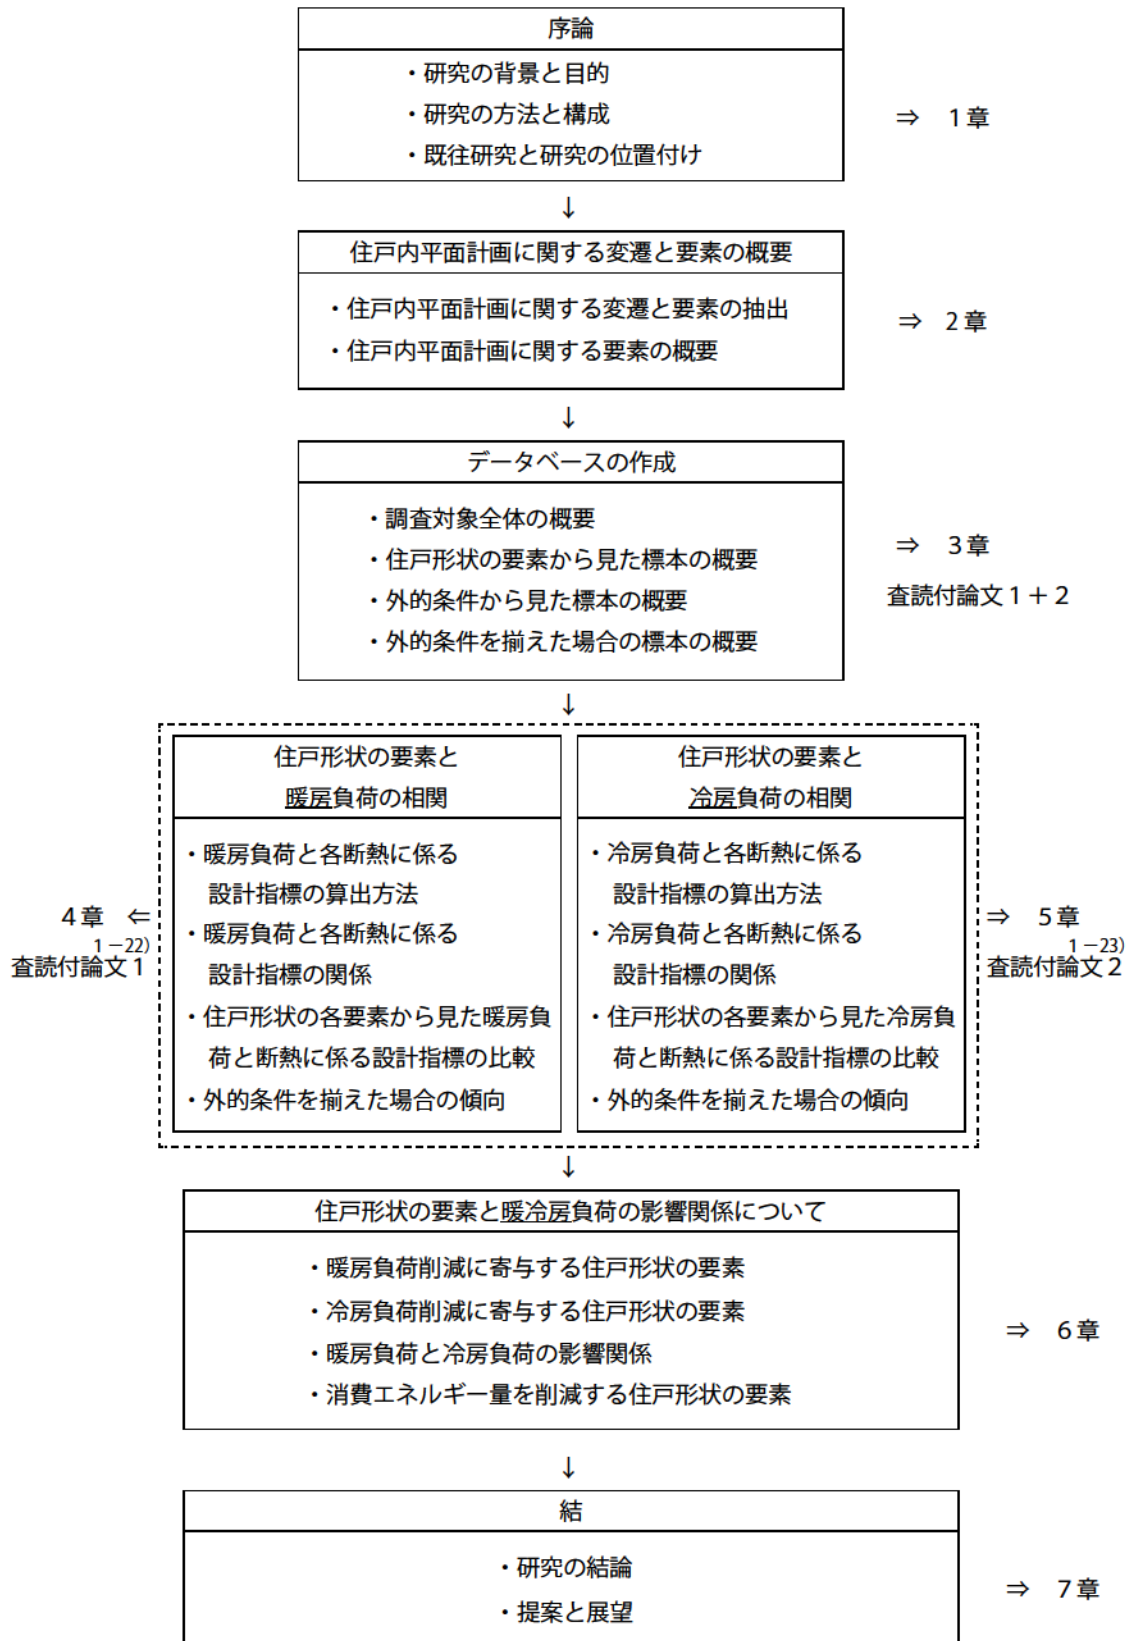 序論
・研究の背景と目的
・研究の方法と構成
・既往研究と研究の位置付け
⇒ 1章
↓
住戸内平面計画に関する変遷と要素の概要
・住戸内平面計画に関する変遷と要素の抽出
・住戸内平面計画に関する要素の概要
⇒ 2章
↓
データベースの作成
・調査対象全体の概要
・住戸形状の要素から見た標本の概要
・外的条件から見た標本の概要
・外的条件を揃えた場合の標本の概要
⇒ 3章
査読付論文1+2
↓
住戸形状の要素と
暖房負荷の相関
・暖房負荷と各断熱に係る
設計指標の算出方法
・暖房負荷と各断熱に係る
設計指標の関係
・住戸形状の各要素から見た暖房負
荷と断熱に係る設計指標の比較
・外的条件を揃えた場合の傾向
4章 ⇐
1-22)
査読付論文1
住戸形状の要素と
冷房負荷の相関
・冷房負荷と各断熱に係る
設計指標の算出方法
・冷房負荷と各断熱に係る
設計指標の関係
・住戸形状の各要素から見た冷房負
荷と断熱に係る設計指標の比較
・外的条件を揃えた場合の傾向
⇒ 5章
1-23)
査読付論文2
↓
住戸形状の要素と暖冷房負荷の影響関係について
・暖房負荷削減に寄与する住戸形状の要素
・冷房負荷削減に寄与する住戸形状の要素
・暖房負荷と冷房負荷の影響関係
・消費エネルギー量を削減する住戸形状の要素
⇒ 6章
↓
結
・研究の結論
・提案と展望
⇒ 7章